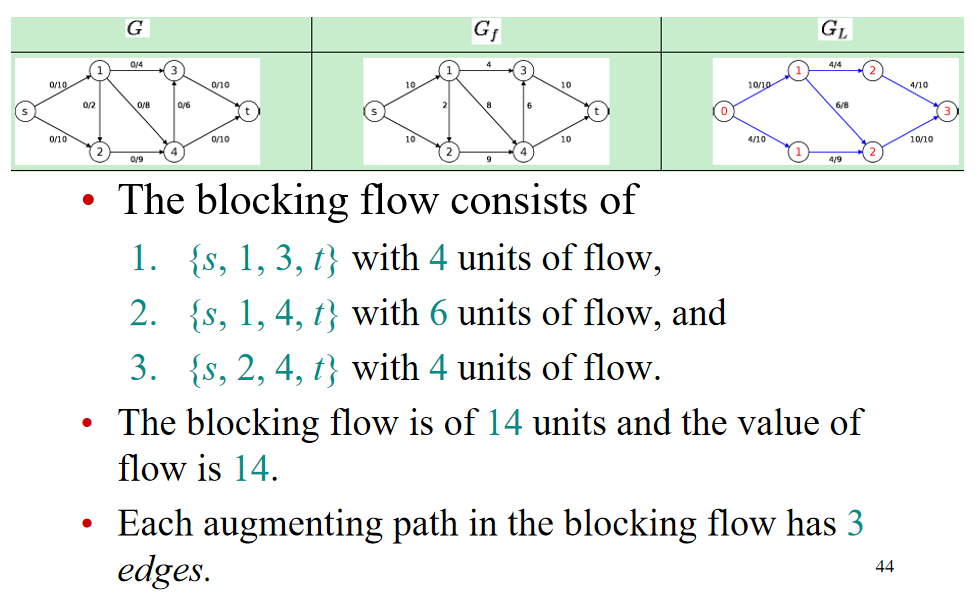 G
G_f
G_L
0/4
1
3
0/10
0/10
s
0/2
0/8
0/6
t
0/10
0/10
2
4
0/9
4
1
3
10
10
s
2
8
6
t
10
10
2
4
9
4/4
1
2
10/10
4/10
0
6/8
3
4/10
10/10
1
2
4/9
• The blocking flow consists of
1. {s, 1, 3, t} with 4 units of flow,
2. {s, 1, 4, t} with 6 units of flow, and
3. {s, 2, 4, t} with 4 units of flow.
• The blocking flow is of 14 units and the value of
flow is 14.
• Each augmenting path in the blocking flow has 3
edges.
44